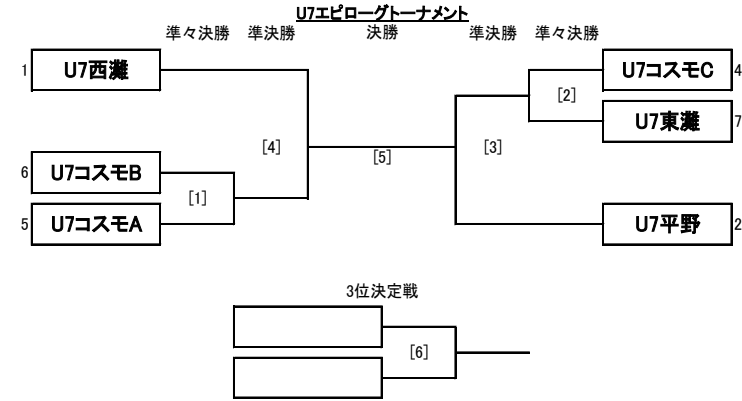 U7エピローグトーナメント
準々決勝 準決勝 決勝 準決勝 準々決勝
1 U7西灘 U7コスモC 4
[2]
U7東灘 7
[4] [5] [3]
6 U7コスモB
[1]
5 U7コスモA U7平野 2
3位決定戦
[6]